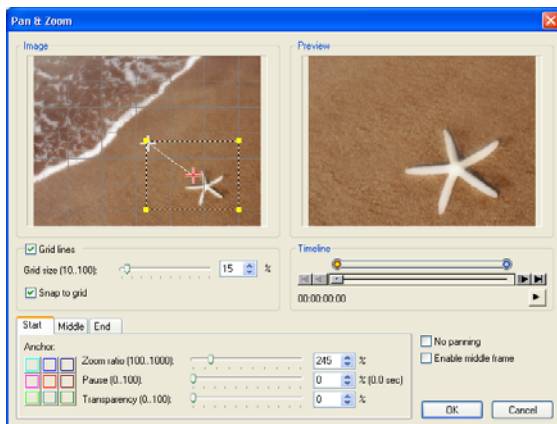 Pan & Zoom
Image
Preview
Grid lines
Grid size (10..100):
15
%
Snap to grid
Timeline
00:00:00:00
Start
Middle
End
Anchor:
Zoom ratio (100..1000):
245
%
Pause (0..100):
0
% (0.0 sec)
Transparency (0..100):
0
%
No panning
Enable middle frame
OK
Cancel